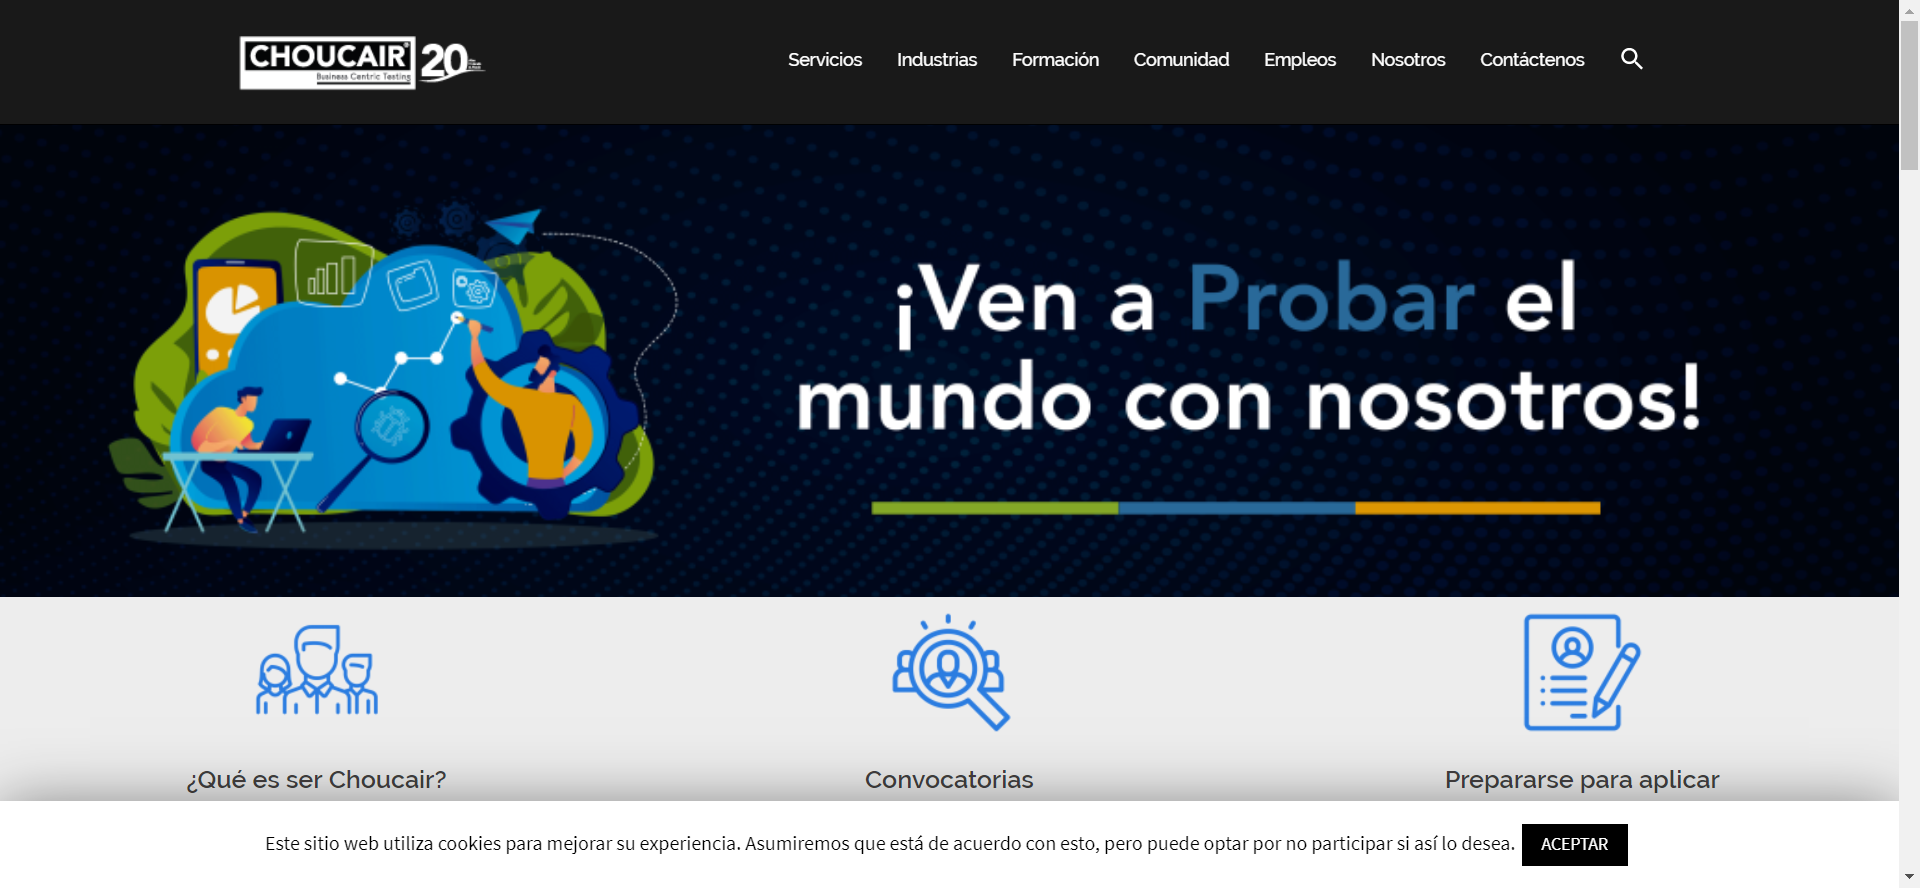 CHOUCAIR
Business Centric Testing
20
Servicios Industrias Formación Comunidad Empleos Nosotros Contáctenos
¡Ven a Probar el
mundo con nosotros!
¿Qué es ser Choucair? Convocatorias Prepararse para aplicar
Este sitio web utiliza cookies para mejorar su experiencia. Asumiremos que está de acuerdo con esto, pero puede optar por no participar si así lo desea. ACEPTAR